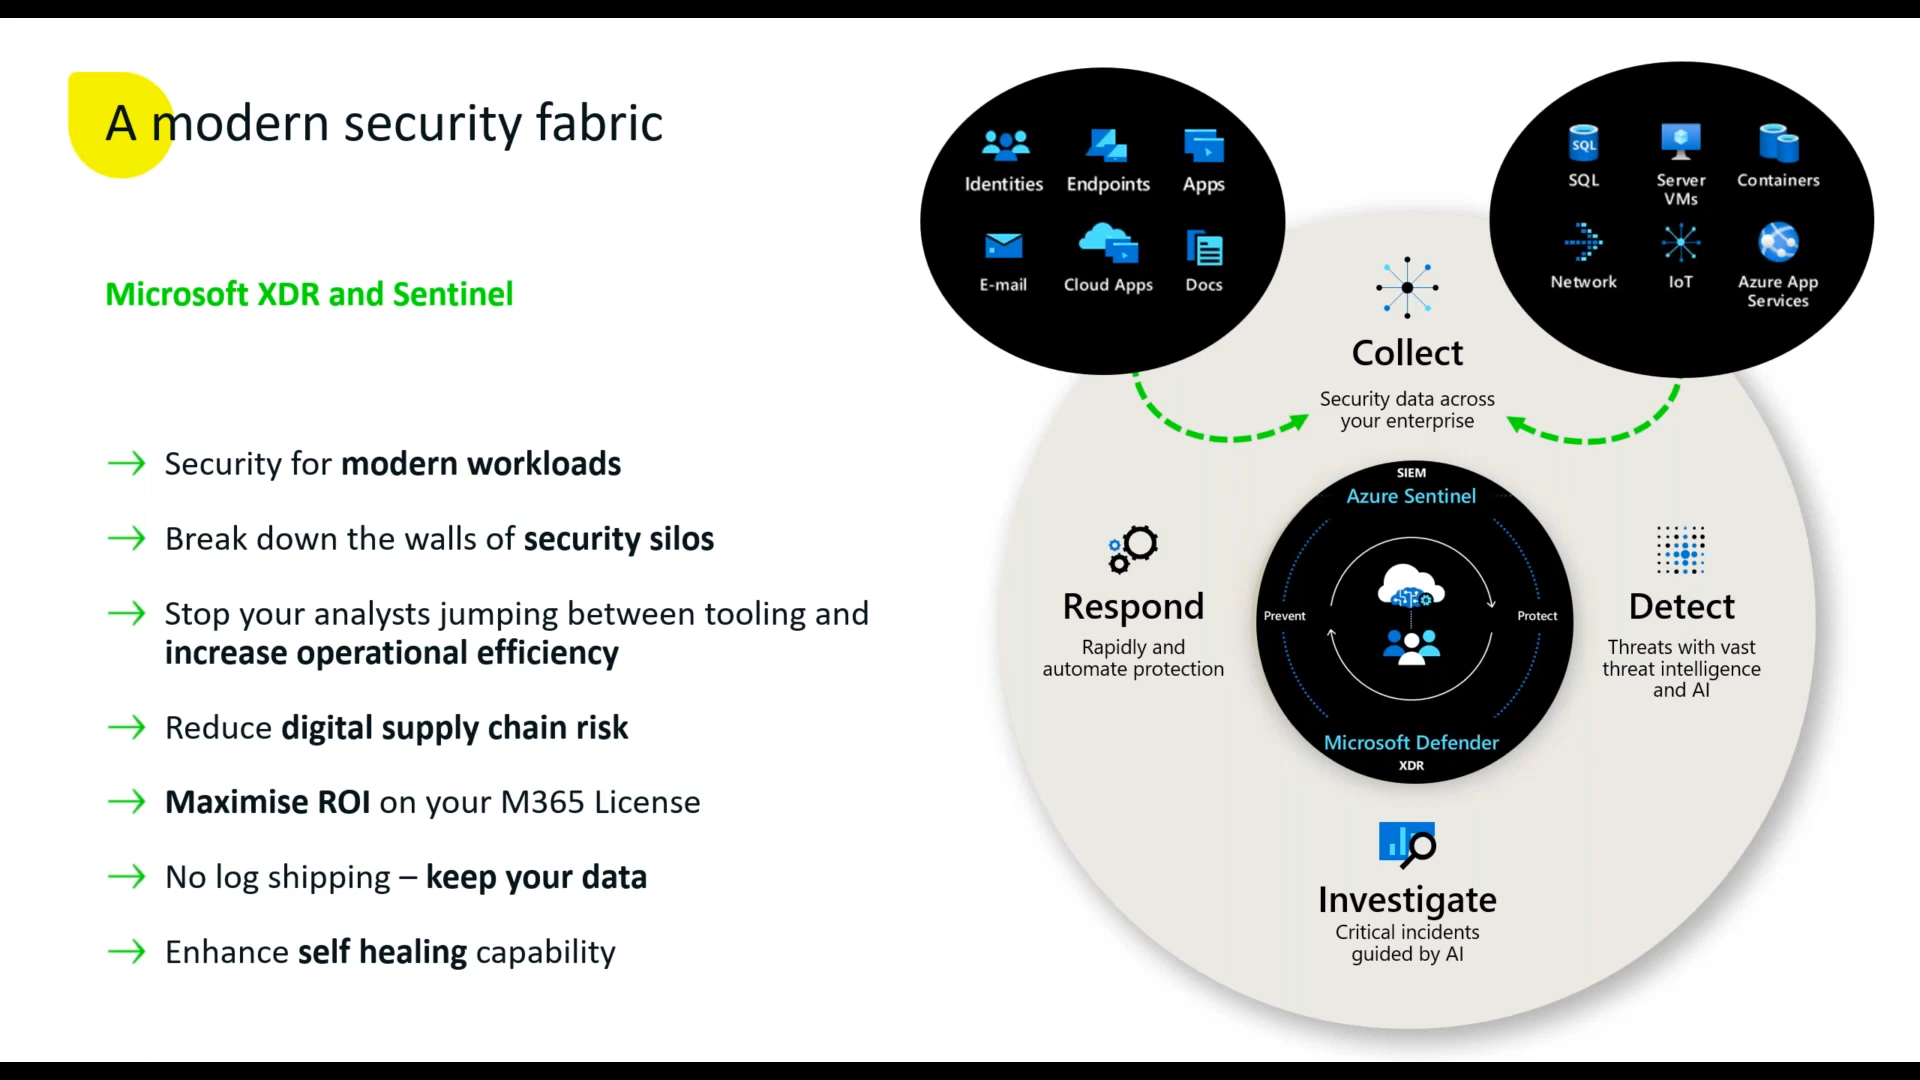 A modern security fabric
Microsoft XDR and Sentinel
→ Security for modern workloads
→ Break down the walls of security silos
→ Stop your analysts jumping between tooling and
increase operational efficiency
→ Reduce digital supply chain risk
→ Maximise ROI on your M365 License
→ No log shipping – keep your data
→ Enhance self healing capability
Identities Endpoints Apps
E-mail Cloud Apps Docs
SQL
SQL Server Containers
VMs
Network IoT Azure App
Services
Collect
Security data across
your enterprise
SIEM
Azure Sentinel
Prevent Protect
Microsoft Defender
XDR
Respond
Rapidly and
automate protection
Detect
Threats with vast
threat intelligence
and AI
Investigate
Critical incidents
guided by AI